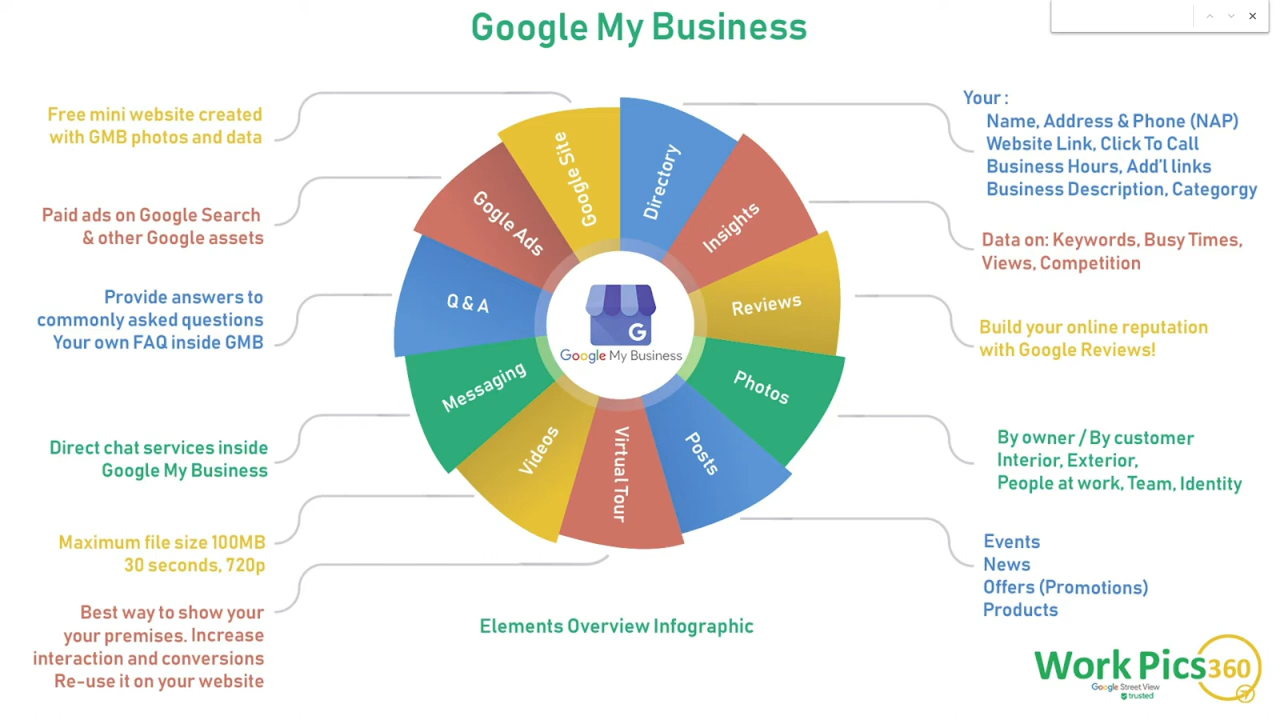 Google My Business
Free mini website created
with GMB photos and data
Paid ads on Google Search
& other Google assets
Provide answers to
commonly asked questions
Your own FAQ inside GMB
Direct chat services inside
Google My Business
Maximum file size 100MB
30 seconds, 720p
Best way to show your
your premises. Increase
interaction and conversions
Re-use it on your website
Google Site
Directory
Insights
Reviews
Photos
Posts
Virtual Tour
Videos
Messaging
Q & A
Gogle Ads
G
Google My Business
Your :
Name, Address & Phone (NAP)
Website Link, Click To Call
Business Hours, Add'l links
Business Description, Categorgy
Data on: Keywords, Busy Times,
Views, Competition
Build your online reputation
with Google Reviews!
By owner / By customer
Interior, Exterior,
People at work, Team, Identity
Events
News
Offers (Promotions)
Products
Elements Overview Infographic
Work Pics 360
Google Street View
trusted